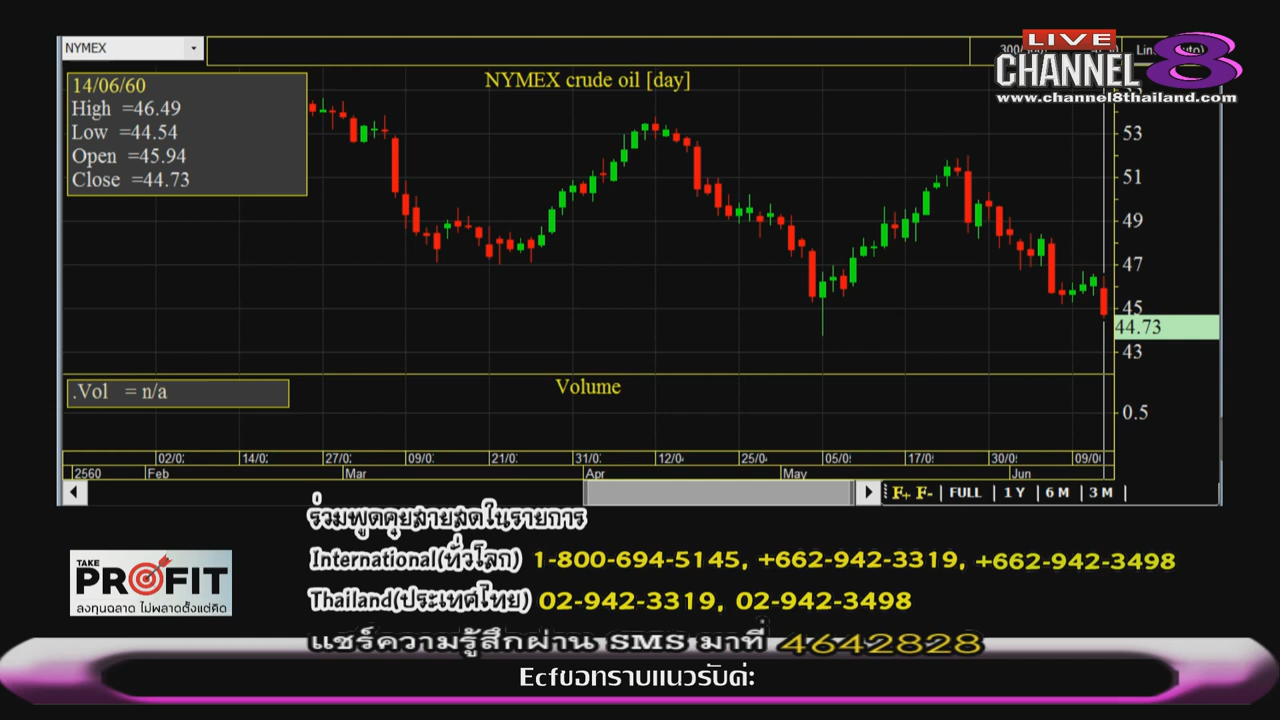 NYMEX
LIVE
CHANNEL 8
www.channel8thailand.com
14/06/60
High =46.49
Low =44.54
Open =45.94
Close =44.73
NYMEX crude oil [day]
53
51
49
47
45
44.73
43
.Vol = n/a
Volume
0.5
02/0 14/0 27/0 09/0 21/0 31/0 12/0 25/0 05/0 17/0 30/0 09/0
2560 Feb Mar Apr May Jun
F+ F- | FULL | 1 Y | 6 M | 3 M |
ร่วมพูดคุยสายสดในรายการ
International(ทั่วโลก) 1-800-694-5145, +662-942-3319, +662-942-3498
Thailand(ประเทศไทย) 02-942-3319, 02-942-3498
แชร์ความรู้สึกผ่าน SMS มาที่ 4642828
TAKE
PROFIT
ลงทุนฉลาด ไม่พลาดตั้งแต่คิด
Ecfขอทราบแนวรับค่ะ